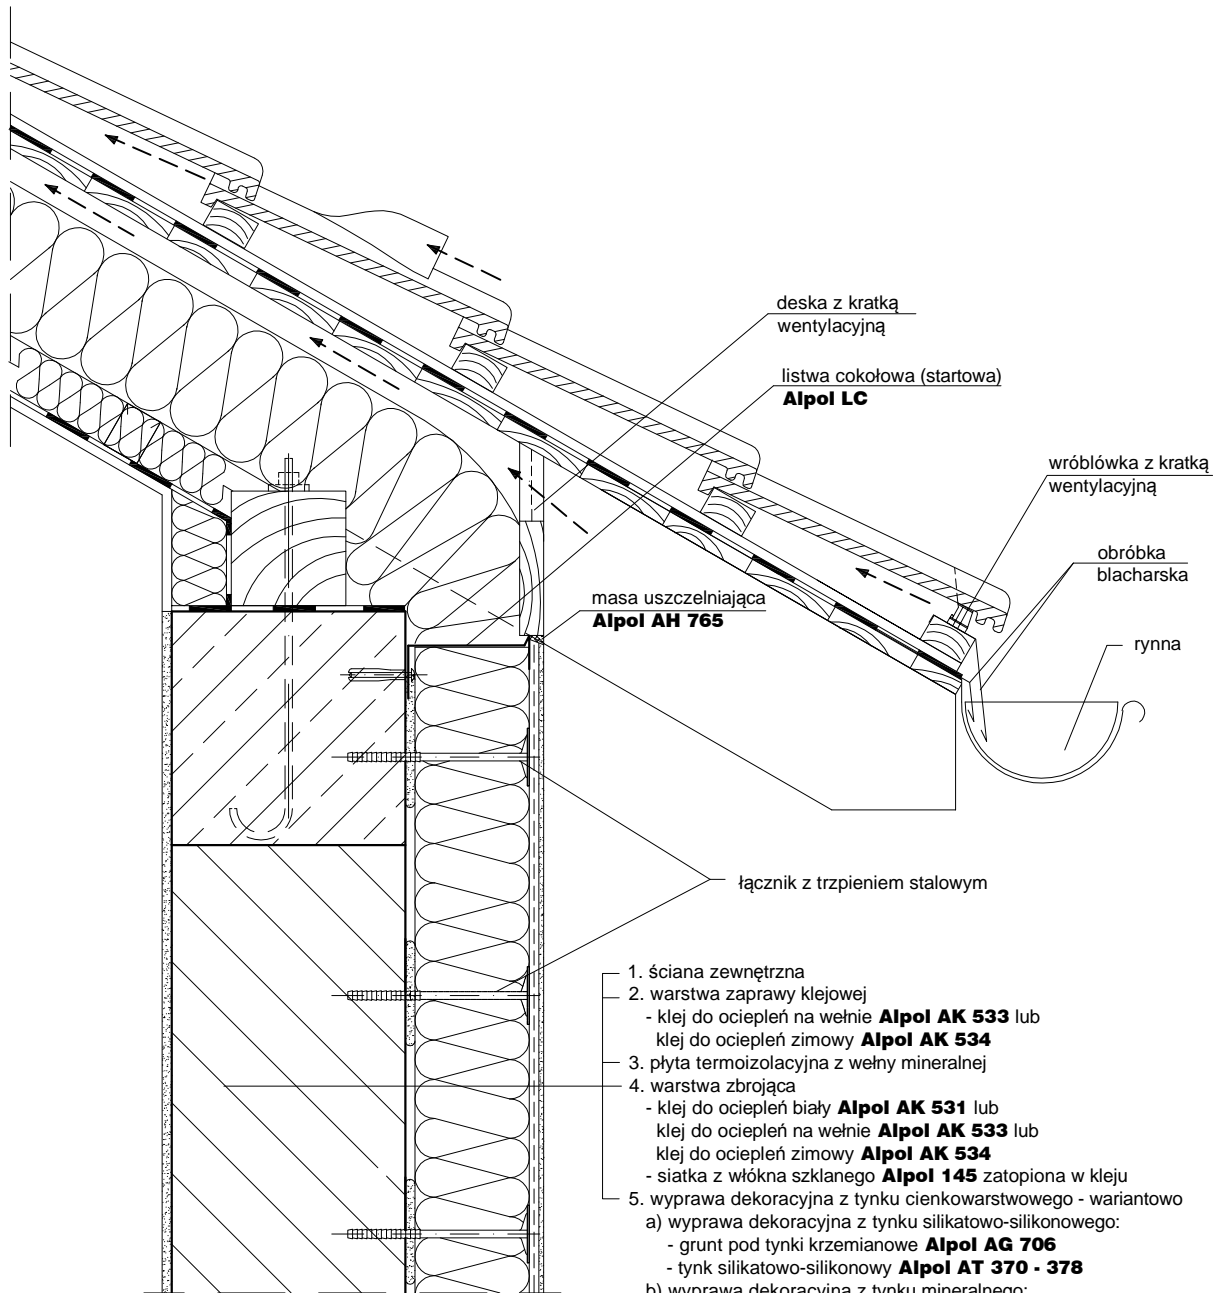 deska z kratką
wentylacyjną
listwa cokołowa (startowa)
Alpol LC
wróblówka z kratką
wentylacyjną
obróbka
blacharska
masa uszczelniająca
Alpol AH 765
rynna
łącznik z trzpieniem stalowym
1. ściana zewnętrzna
2. warstwa zaprawy klejowej
- klej do ociepleń na wełnie Alpol AK 533 lub
klej do ociepleń zimowy Alpol AK 534
3. płyta termoizolacyjna z wełny mineralnej
4. warstwa zbrojąca
- klej do ociepleń biały Alpol AK 531 lub
klej do ociepleń na wełnie Alpol AK 533 lub
klej do ociepleń zimowy Alpol AK 534
- siatka z włókna szklanego Alpol 145 zatopiona w kleju
5. wyprawa dekoracyjna z tynku cienkowarstwowego - wariantowo
a) wyprawa dekoracyjna z tynku silikatowo-silikonowego:
- grunt pod tynki krzemianowe Alpol AG 706
- tynk silikatowo-silikonowy Alpol AT 370 - 378
b) wyprawa dekoracyjna z tynku mineralnego: